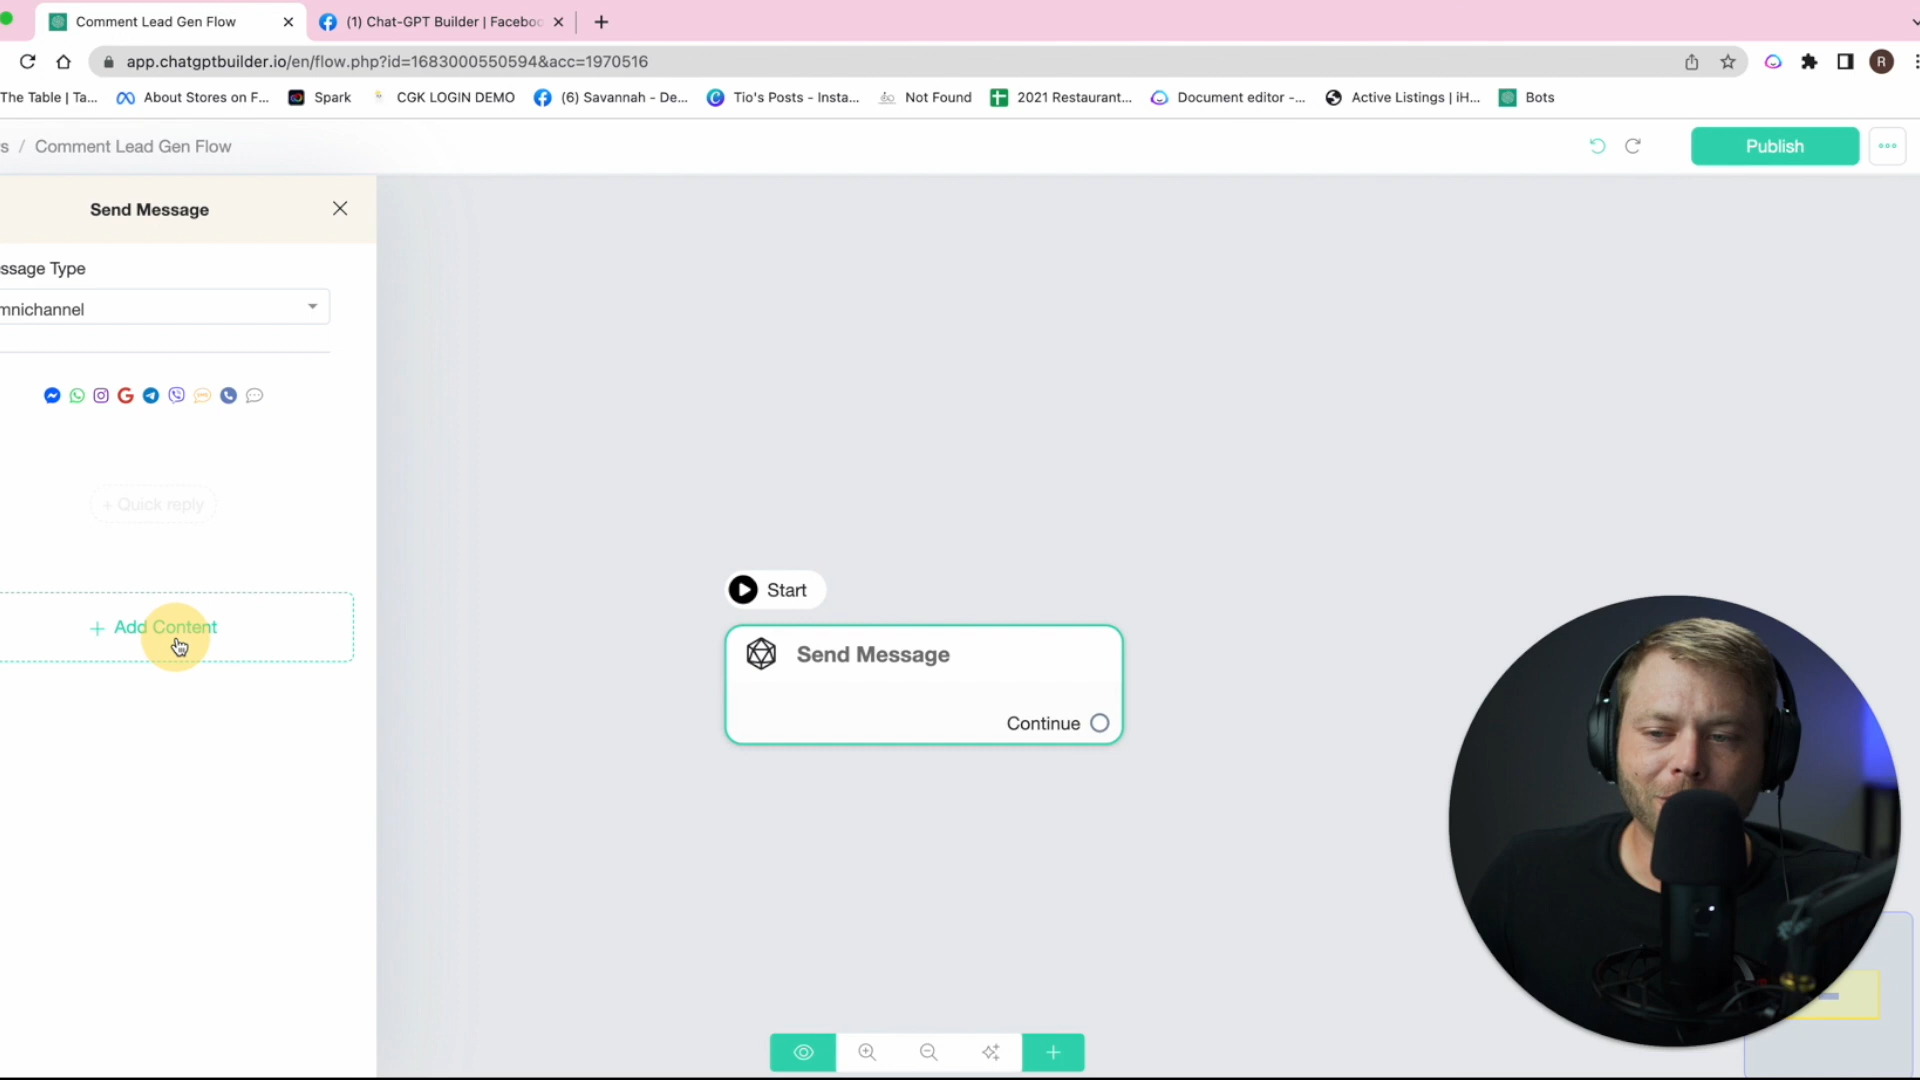 Comment Lead Gen Flow
(1) Chat-GPT Builder | Faceboo
app.chatgptbuilder.io/en/flow.php?id=1683000550594&acc=1970516
R
The Table | Ta...
About Stores on F...
Spark
CGK LOGIN DEMO
(6) Savannah - De...
Tio's Posts - Insta...
Not Found
2021 Restaurant...
Document editor -...
Active Listings | iH...
Bots
s / Comment Lead Gen Flow
Publish
Send Message
ssage Type
mnichannel
+ Quick reply
+ Add Content
Start
Send Message
Continue